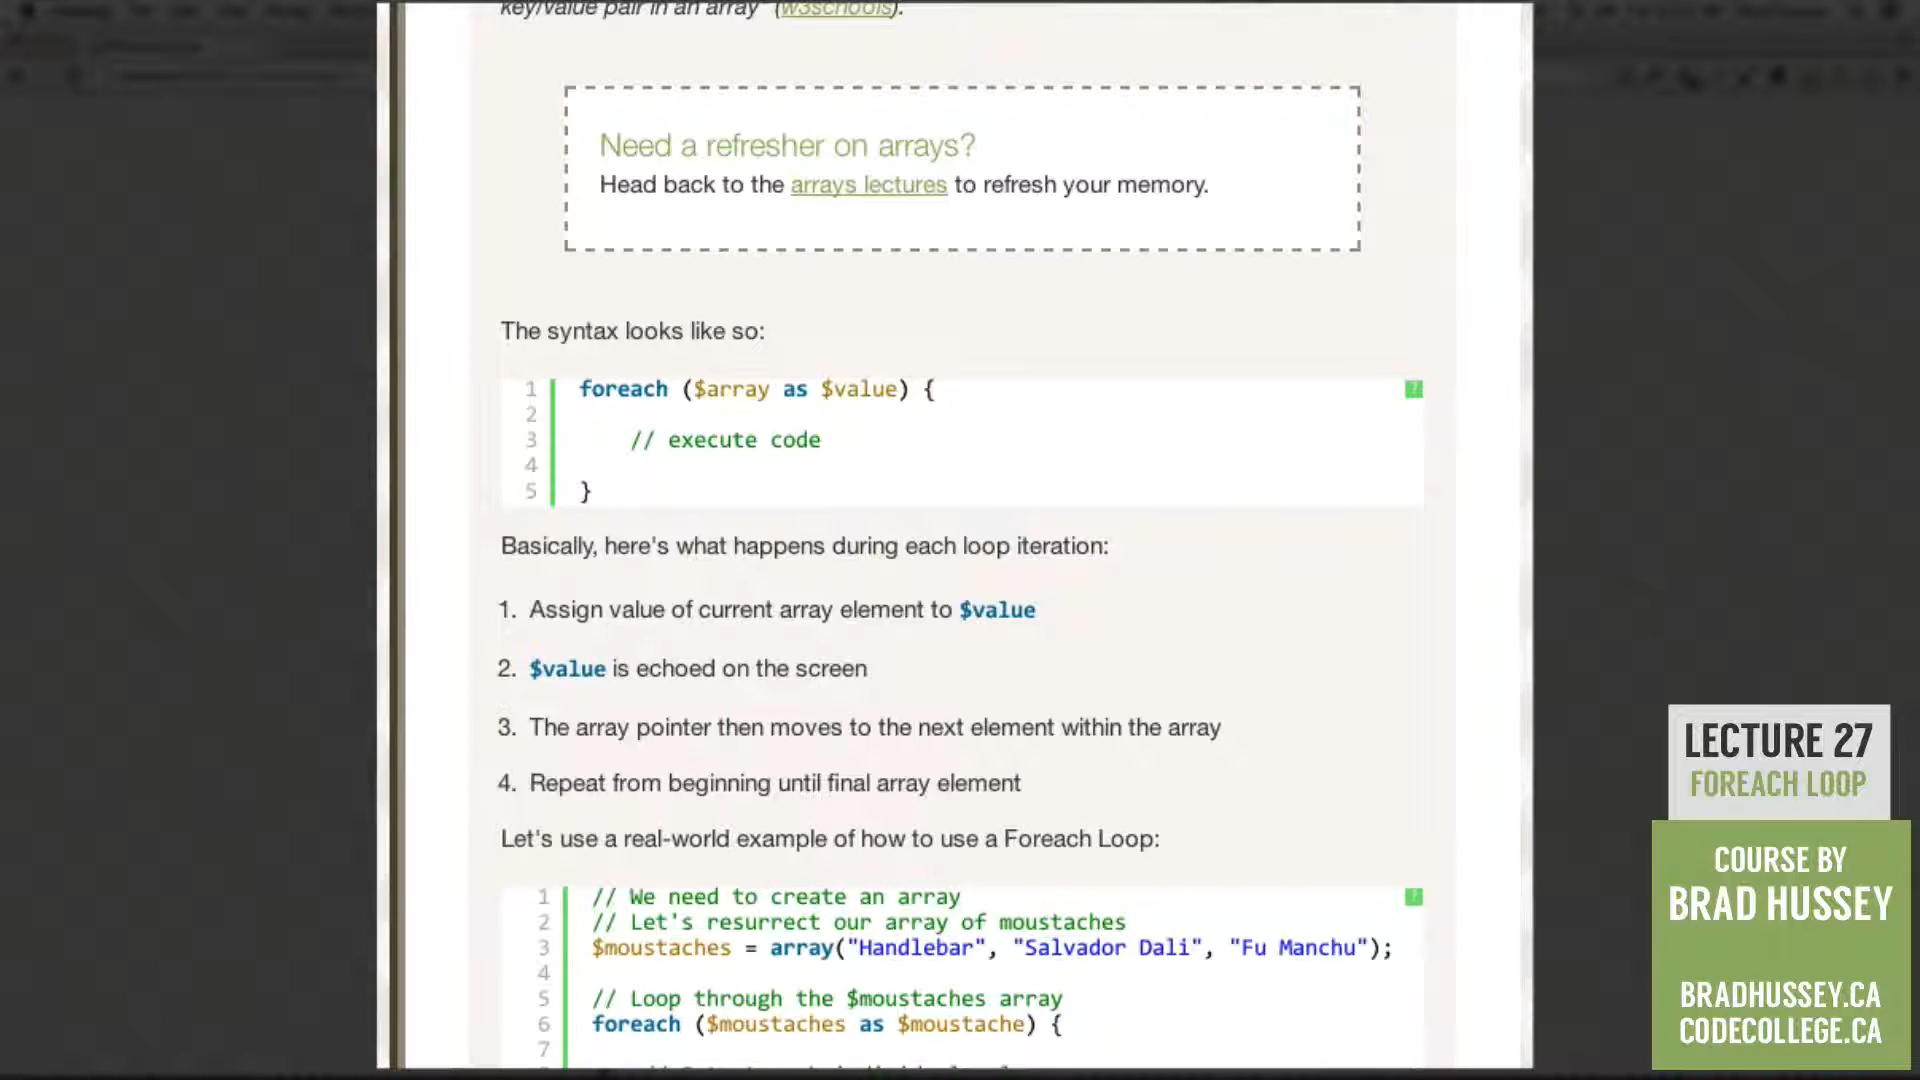 key/value pair in an array" (w3schools).
Need a refresher on arrays?
Head back to the arrays lectures to refresh your memory.
The syntax looks like so:
1 foreach ($array as $value) {
2
3 // execute code
4
5 }
Basically, here's what happens during each loop iteration:
1. Assign value of current array element to $value
2. $value is echoed on the screen
3. The array pointer then moves to the next element within the array
4. Repeat from beginning until final array element
Let's use a real-world example of how to use a Foreach Loop:
1 // We need to create an array
2 // Let's resurrect our array of moustaches
3 $moustaches = array("Handlebar", "Salvador Dali", "Fu Manchu");
4
5 // Loop through the $moustaches array
6 foreach ($moustaches as $moustache) {
7
LECTURE 27
FOREACH LOOP
COURSE BY
BRAD HUSSEY
BRADHUSSEY.CA
CODECOLLEGE.CA